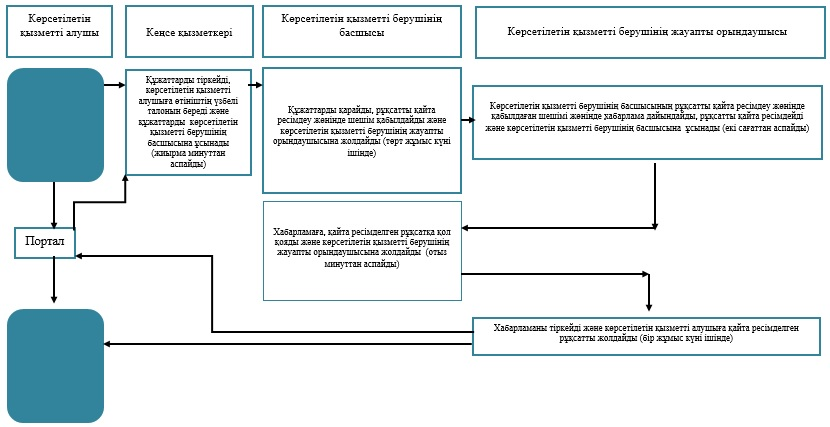 Көрсетілетін
қызметті алушы
Кеңсе қызметкері
Көрсетілетін қызметті берушінің
басшысы
Көрсетілетін қызметті берушінің жауапты орындаушысы
Құжаттарды тіркейді,
көрсетілетін қызметті
алушыға өтініштің үзбелі
талонын береді және
құжаттарды көрсетілетін
қызметті берушінің
басшысына ұсынады
(жиырма минуттан
аспайды)
Құжаттарды қарайды, рұқсатты қайта
ресімдеу жөнінде шешім қабылдайды және
көрсетілетін қызметті берушінің жауапты
орындаушысына жолдайды (төрт жұмыс күні
ішінде)
Көрсетілетін қызметті берушінің басшысының рұқсатты қайта ресімдеу жөнінде
қабылдаған шешімі жөнінде хабарлама дайындайды, рұқсатты қайта ресімдейді
және көрсетілетін қызметті берушінің басшысына ұсынады (екі сағаттан аспайды)
Портал
Хабарламаға, қайта ресімделген рұқсатқа қол
қояды және көрсетілетін қызметті берушінің
жауапты орындаушысына жолдайды (отыз
минуттан аспайды)
Хабарламаны тіркейді және көрсетілетін қызметті алушыға қайта ресімделген
рұқсатты жолдайды (бір жұмыс күні ішінде)